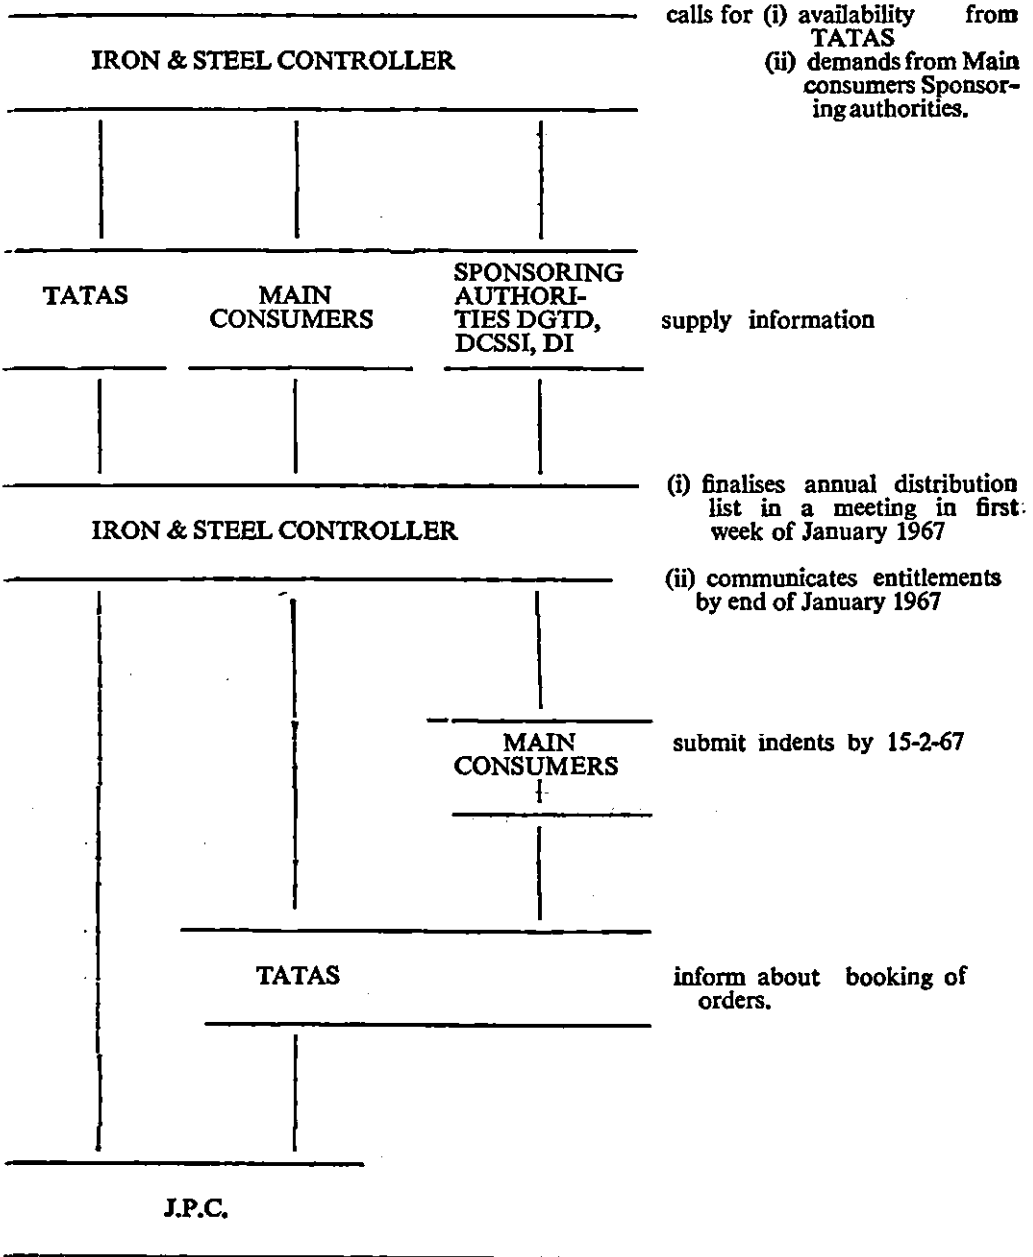 calls for (i) availability from
TATAS
IRON & STEEL CONTROLLER
(ii) demands from Main
consumers Sponsor-
ing authorities.
TATAS
MAIN
CONSUMERS
SPONSORING
AUTHORI-
TIES DGTD,
DCSSI, DI
supply information
IRON & STEEL CONTROLLER
(i) finalises annual distribution
list in a meeting in first
week of January 1967
(ii) communicates entitlements
by end of January 1967
MAIN
CONSUMERS
submit indents by 15-2-67
TATAS
inform about booking of
orders.
J.P.C.